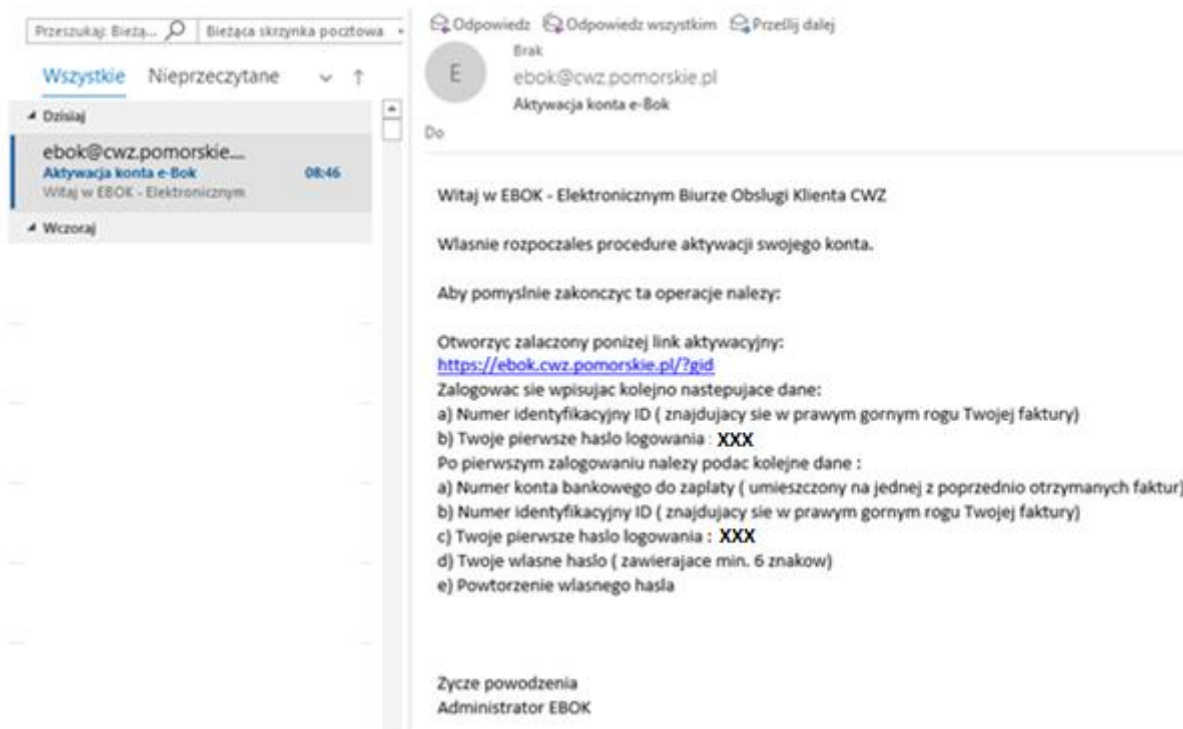 Przeszukaj: Bieżą...
Bieżąca skrzynka pocztowa
Wszystkie
Nieprzeczytane
Dzisiaj
ebok@cwz.pomorskie....
Aktywacja konta e-Bok 08:46
Witaj w EBOK - Elektronicznym
Wczoraj
Odpowiedz Odpowiedz wszystkim Prześlij dalej
E
Brak
ebok@cwz.pomorskie.pl
Aktywacja konta e-Bok
Do
Witaj w EBOK - Elektronicznym Biurze Obslugi Klienta CWZ
Wlasnie rozpoczales procedure aktywacji swojego konta.
Aby pomyslnie zakonczyc ta operacje nalezy:
Otworzyc zalaczony ponizej link aktywacyjny:
https://ebok.cwz.pomorskie.pl/?gid
Zalogowac sie wpisujac kolejno nastepujace dane:
a) Numer identyfikacyjny ID ( znajdujacy sie w prawym gornym rogu Twojej faktury)
b) Twoje pierwsze haslo logowania : XXX
Po pierwszym zalogowaniu nalezy podac kolejne dane :
a) Numer konta bankowego do zaplaty ( umieszczony na jednej z poprzednio otrzymanych faktur)
b) Numer identyfikacyjny ID ( znajdujacy sie w prawym gornym rogu Twojej faktury)
c) Twoje pierwsze haslo logowania : XXX
d) Twoje wlasne haslo ( zawierajace min. 6 znakow)
e) Powtorzenie wlasnego hasla
Zycze powodzenia
Administrator EBOK